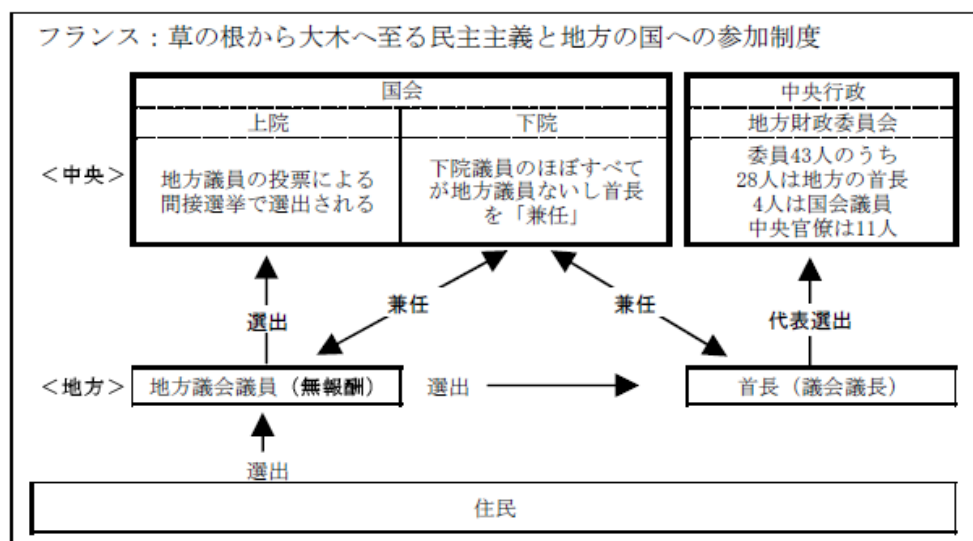 フランス：草の根から大木へ至る民主主義と地方の国への参加制度
国会
中央行政
上院
下院
地方財政委員会
＜中央＞
地方議員の投票による
間接選挙で選出される
下院議員のほぼすべて
が地方議員ないし首長
を「兼任」
委員43人のうち
28人は地方の首長
4人は国会議員
中央官僚は11人
選出
兼任
兼任
代表選出
＜地方＞
地方議会議員（無報酬）
選出
首長（議会議長）
選出
住民